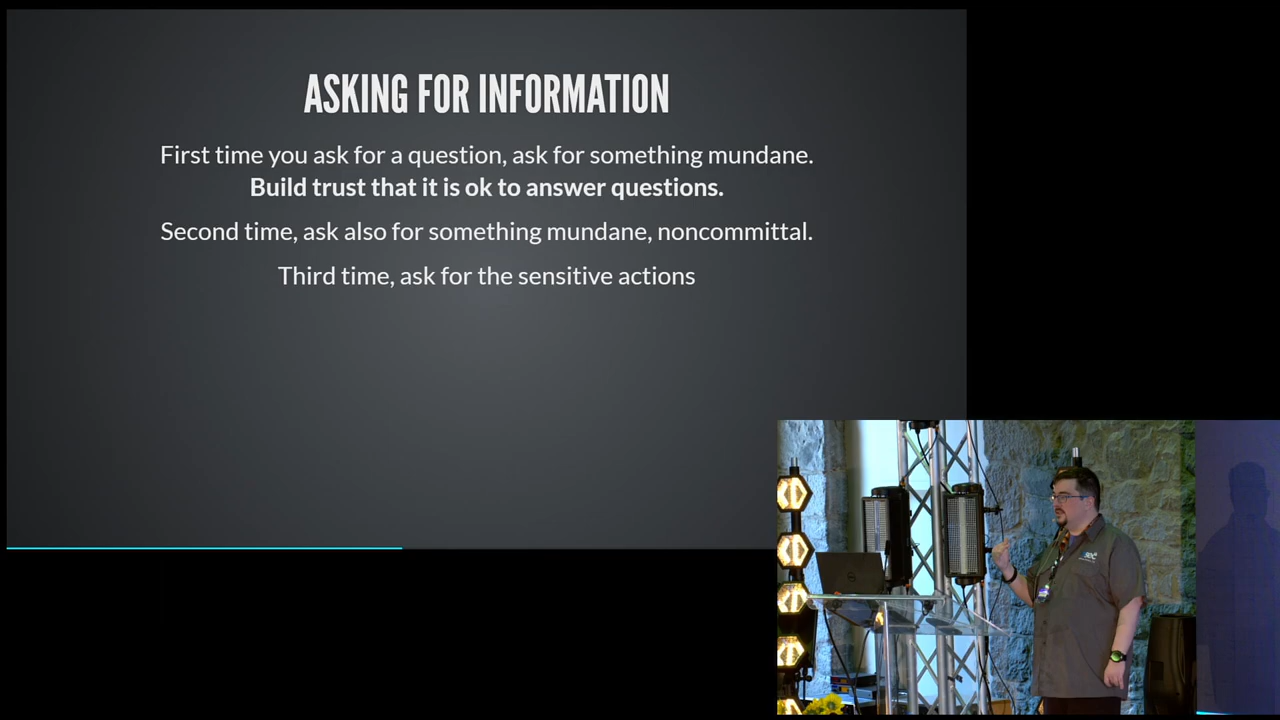 ASKING FOR INFORMATION
First time you ask for a question, ask for something mundane.
Build trust that it is ok to answer questions.
Second time, ask also for something mundane, noncommittal.
Third time, ask for the sensitive actions